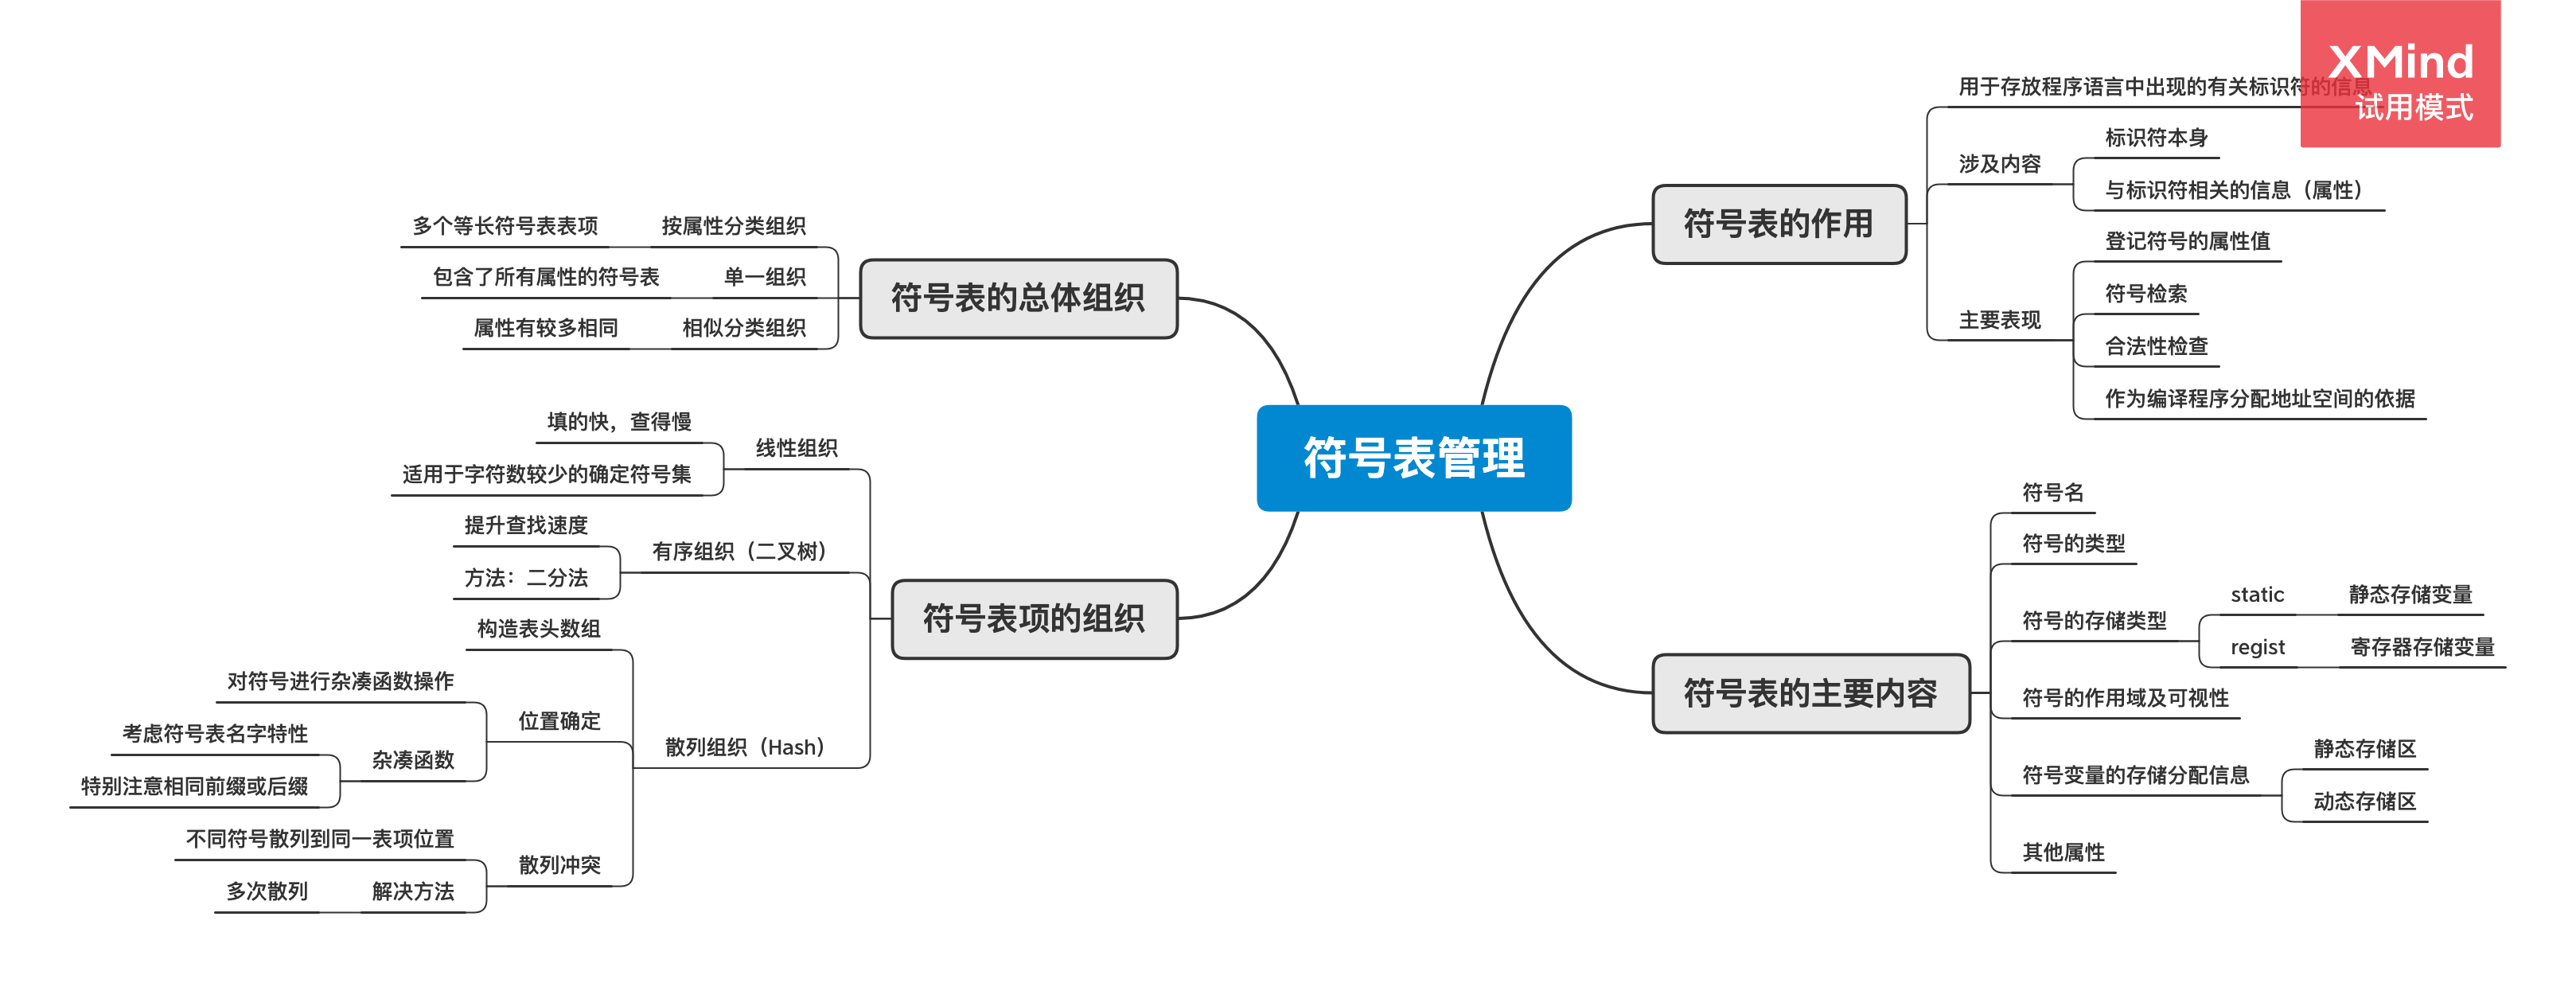 符号表管理
符号表的作用
用于存放程序语言中出现的有关标识符的信息
涉及内容
标识符本身
与标识符相关的信息（属性）
主要表现
登记符号的属性值
符号检索
合法性检查
作为编译程序分配地址空间的依据
符号表的主要内容
符号名
符号的类型
符号的存储类型
static
静态存储变量
regist
寄存器存储变量
符号的作用域及可视性
符号变量的存储分配信息
静态存储区
动态存储区
其他属性
符号表的总体组织
按属性分类组织
多个等长符号表表项
单一组织
包含了所有属性的符号表
相似分类组织
属性有较多相同
符号表项的组织
线性组织
填的快，查得慢
适用于字符数较少的确定符号集
有序组织（二叉树）
提升查找速度
方法：二分法
散列组织（Hash）
构造表头数组
位置确定
对符号进行杂凑函数操作
杂凑函数
考虑符号表名字特性
特别注意相同前缀或后缀
散列冲突
不同符号散列到同一表项位置
解决方法
多次散列
XMind
试用模式